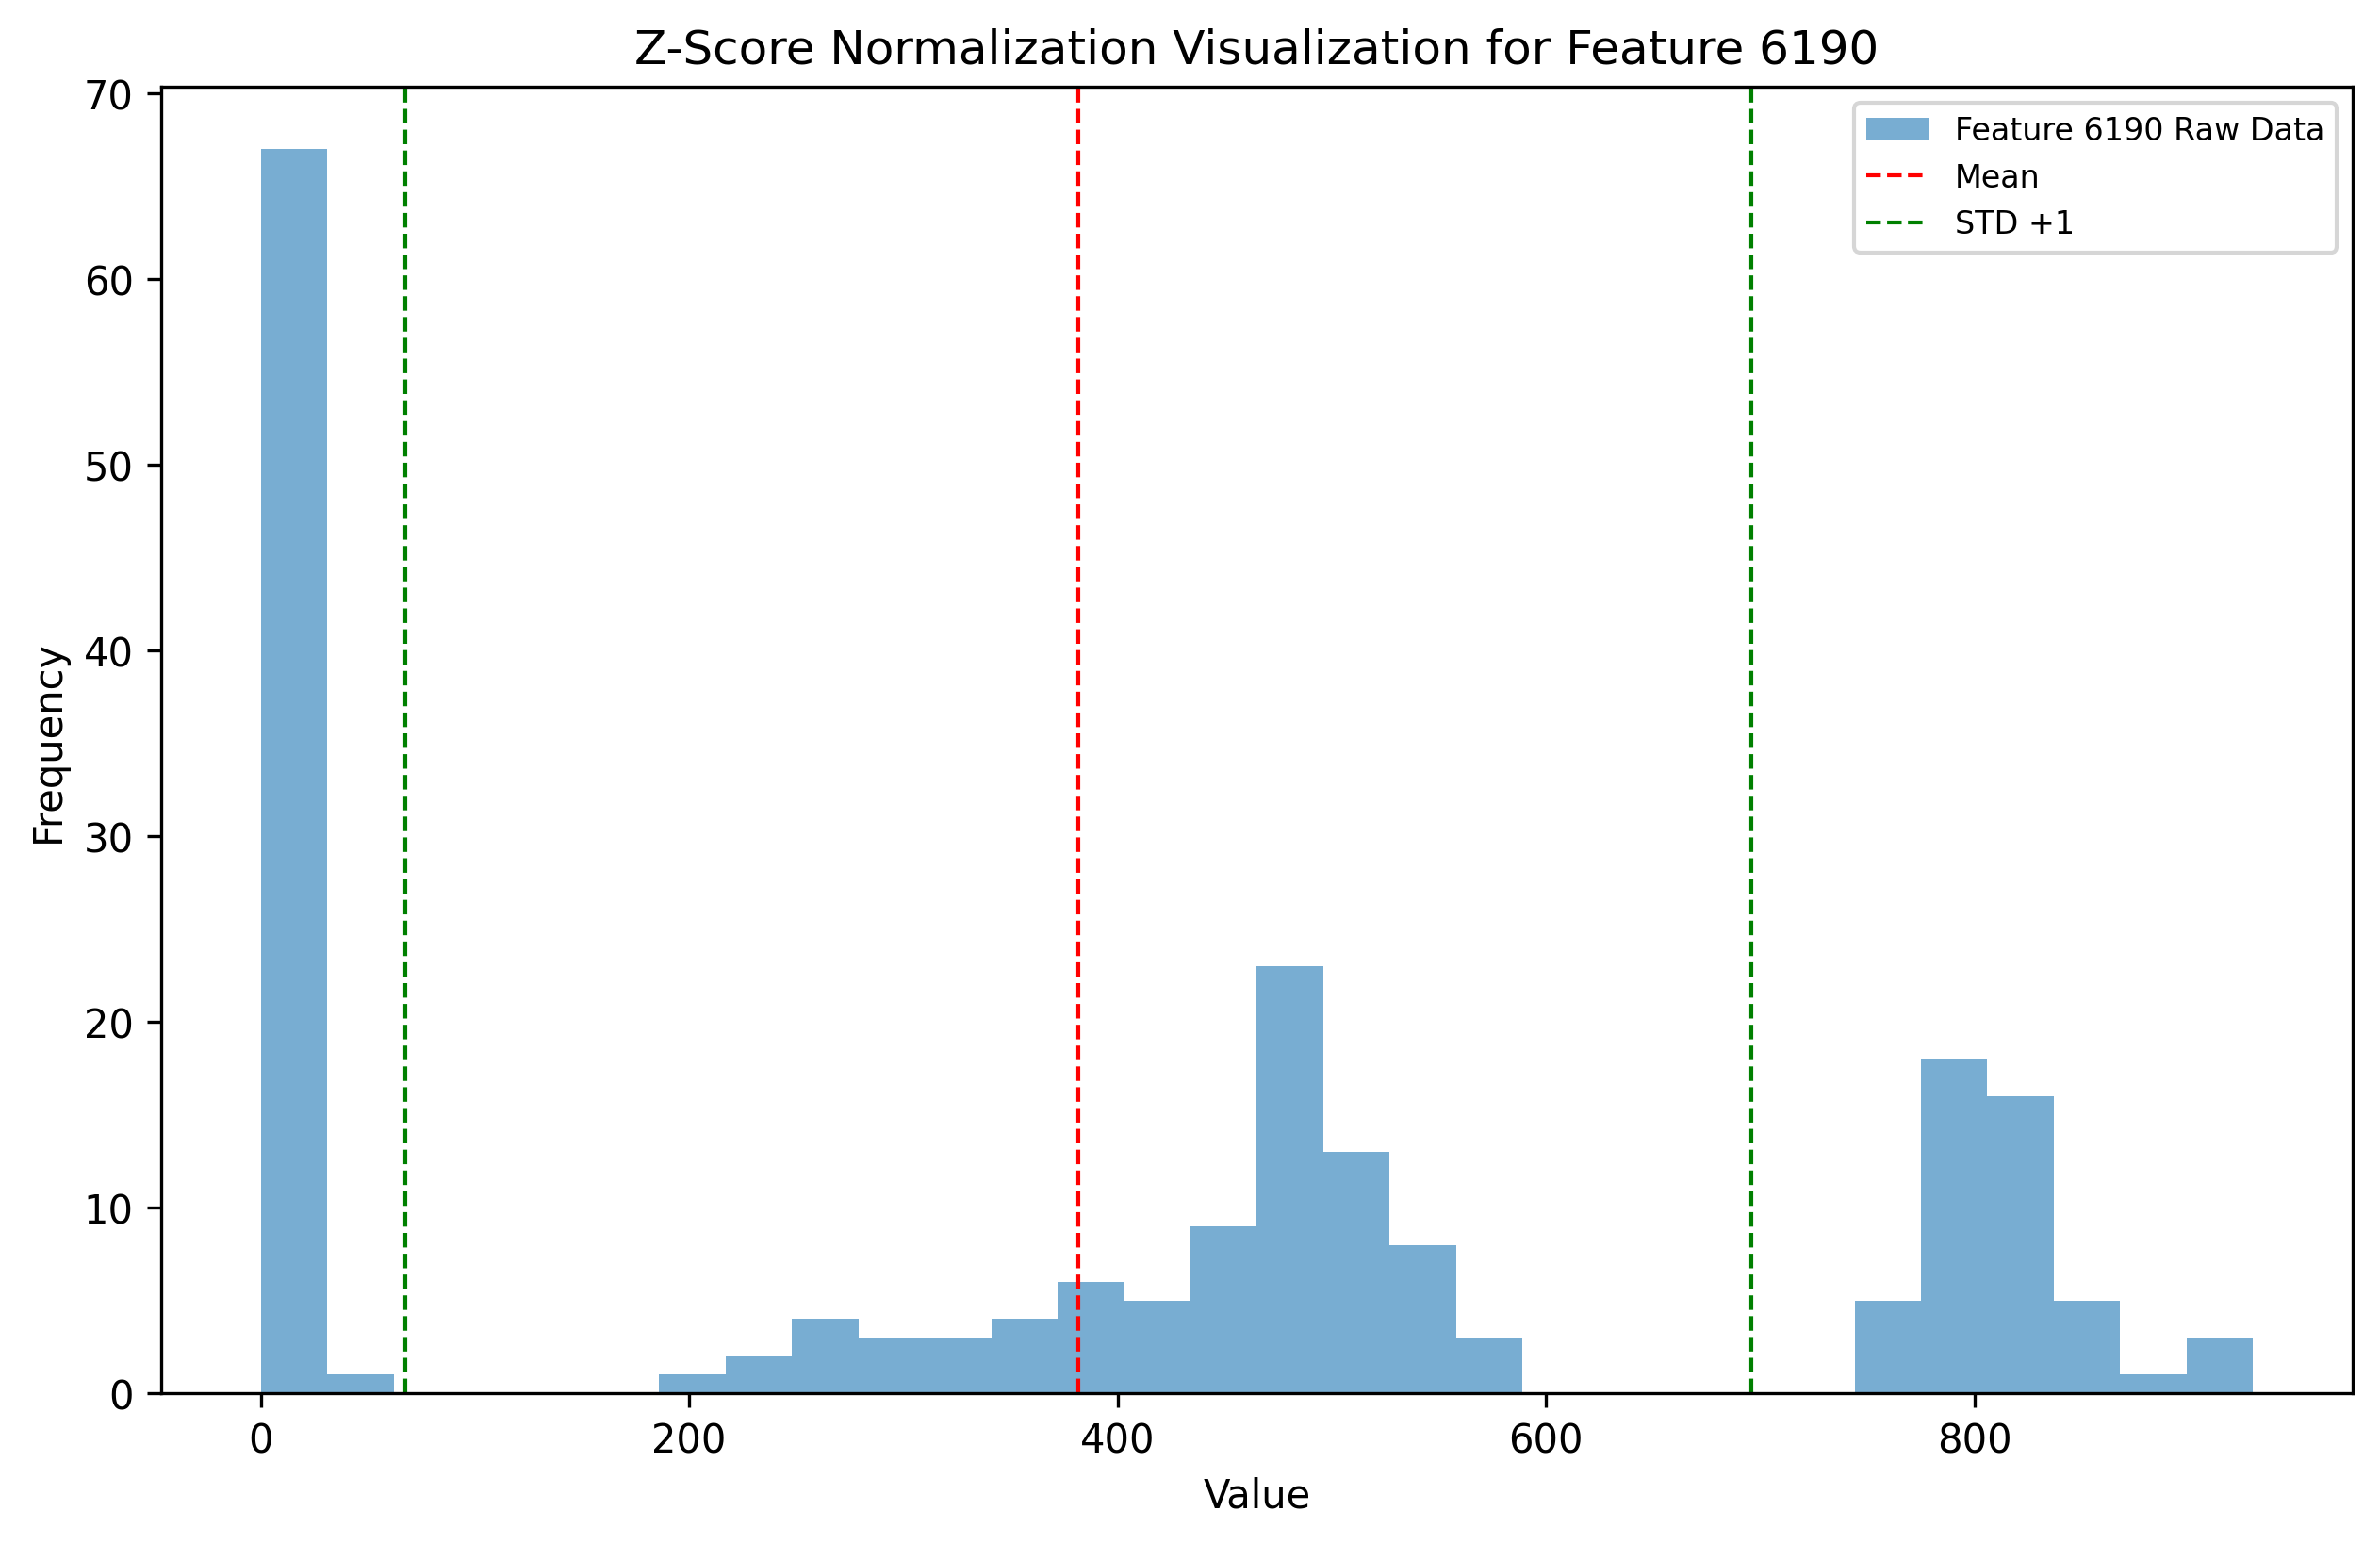 Z-Score Normalization Visualization for Feature 6190
Feature 6190 Raw Data
Mean
STD +1
70
60
50
40
30
20
10
0
Frequency
0 200 400 600 800
Value